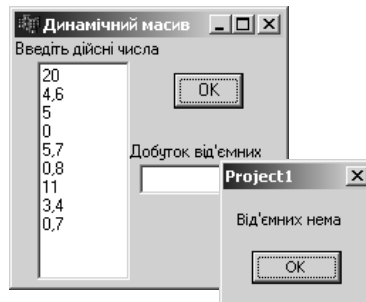 Динамічний масив
Введіть дійсні числа
20
4,6
5
0
5,7
0,8
11
3,4
0,7
OK
Добуток від'ємних
Project1
Від'ємних нема
OK